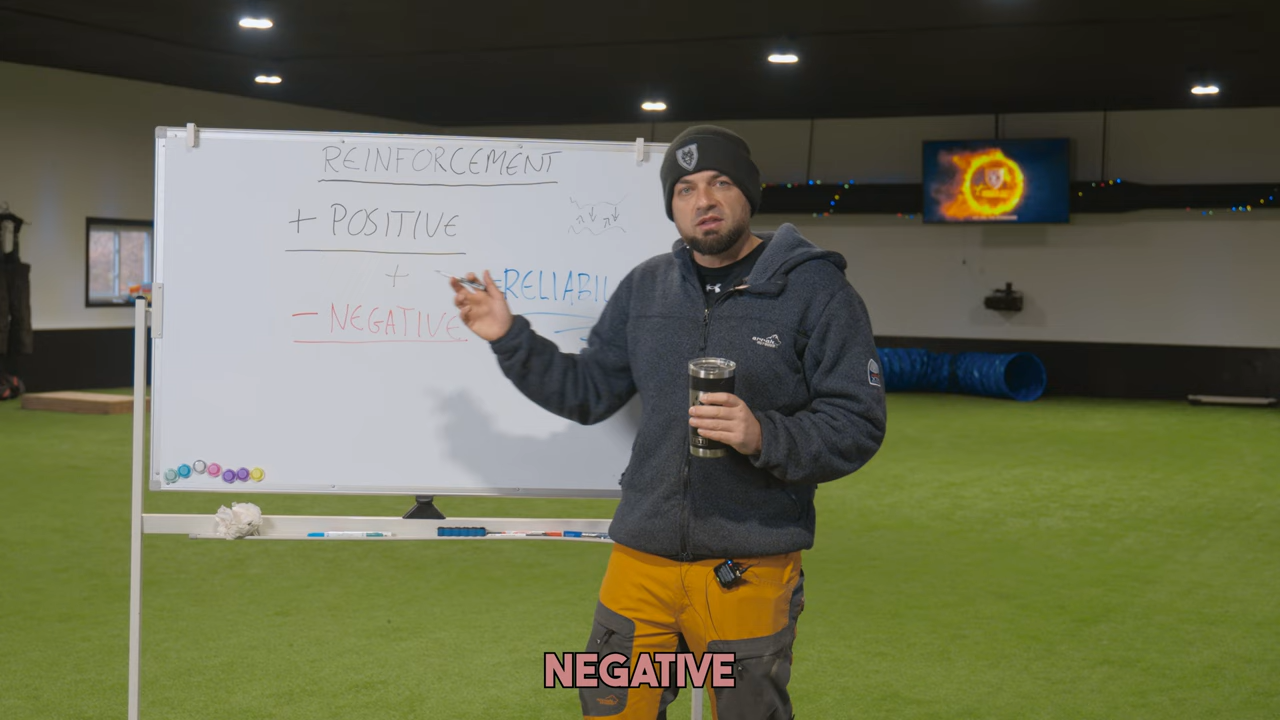 REINFORCEMENT
+ POSITIVE
+
- NEGATIVE
=RELIABIL
NEGATIVE